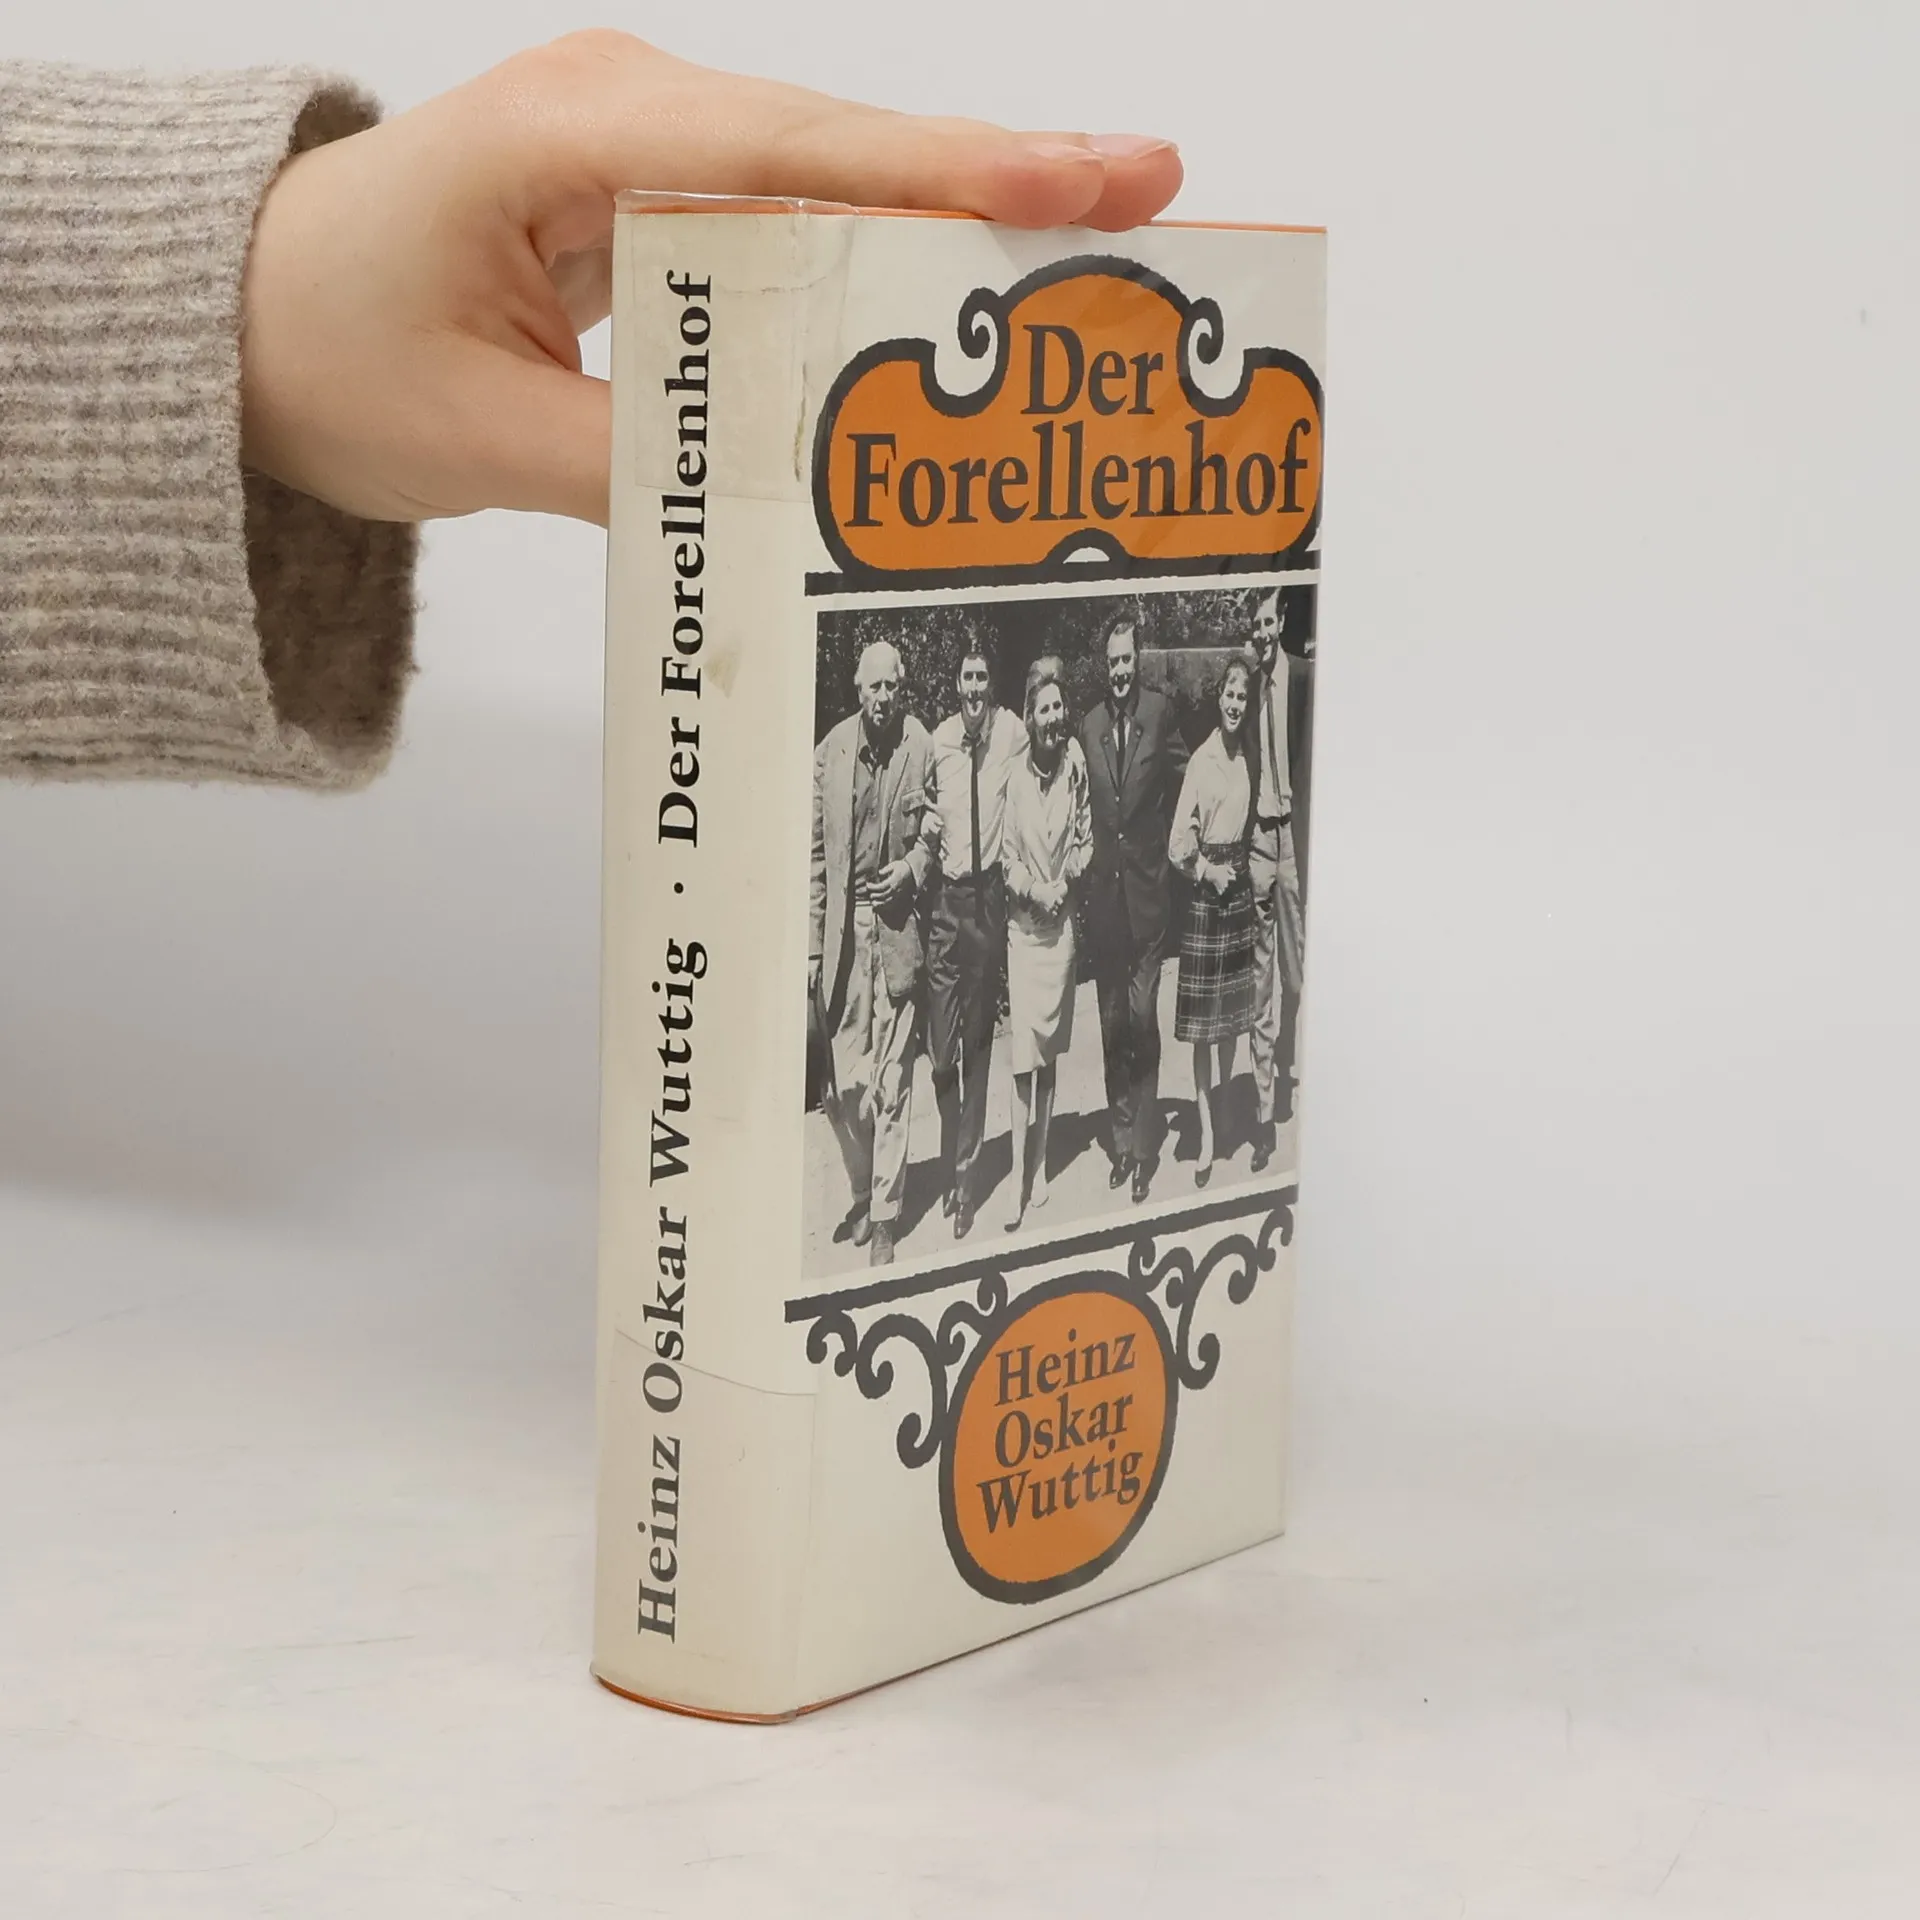 Heinz Oskar Wuttig · Der Forellenhof
Der
Forellenhof
Heinz
Oskar
Wuttig